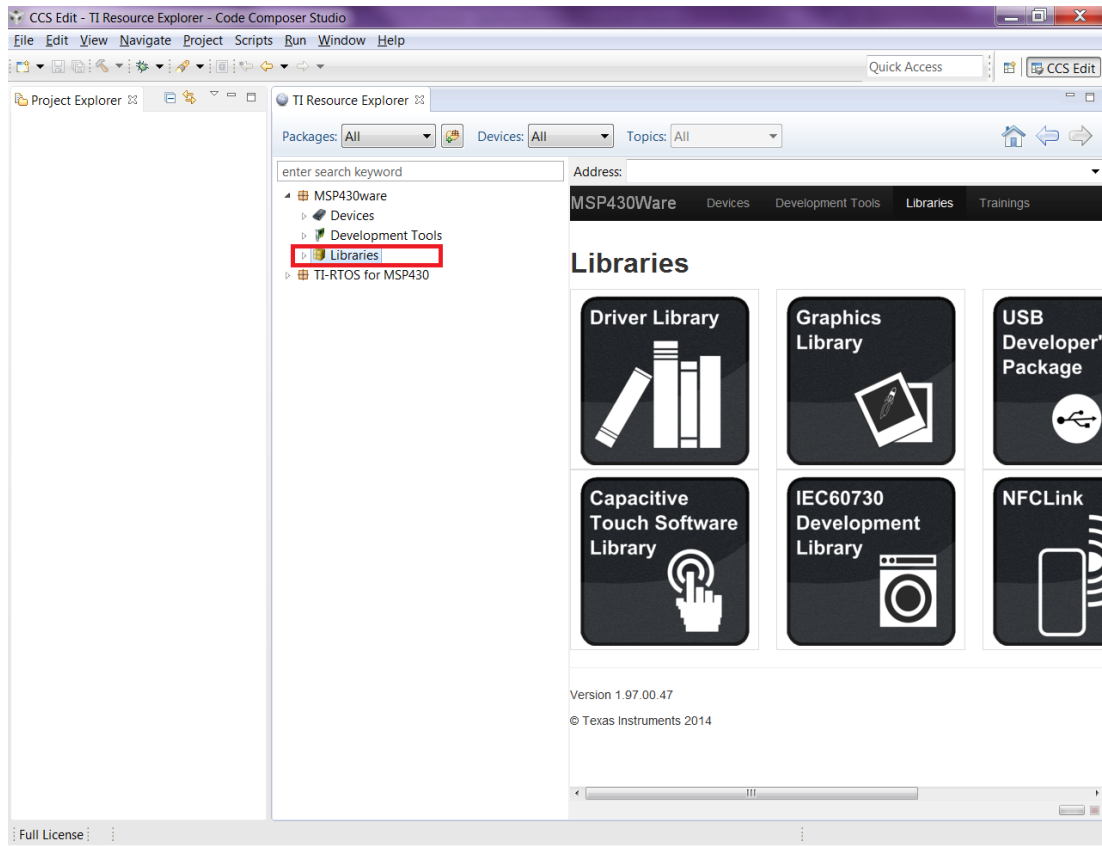 CCS Edit - TI Resource Explorer - Code Composer Studio
File Edit View Navigate Project Scripts Run Window Help
Quick Access
CCS Edit
Project Explorer
TI Resource Explorer
Packages: All
Devices: All
Topics: All
enter search keyword
Address:
MSP430ware
Devices
Development Tools
Libraries
TI-RTOS for MSP430
MSP430Ware Devices Development Tools Libraries Trainings
Libraries
Driver Library
Graphics
Library
USB
Developer'
Package
Capacitive
Touch Software
Library
IEC60730
Development
Library
NFCLink
Version 1.97.00.47
© Texas Instruments 2014
Full License